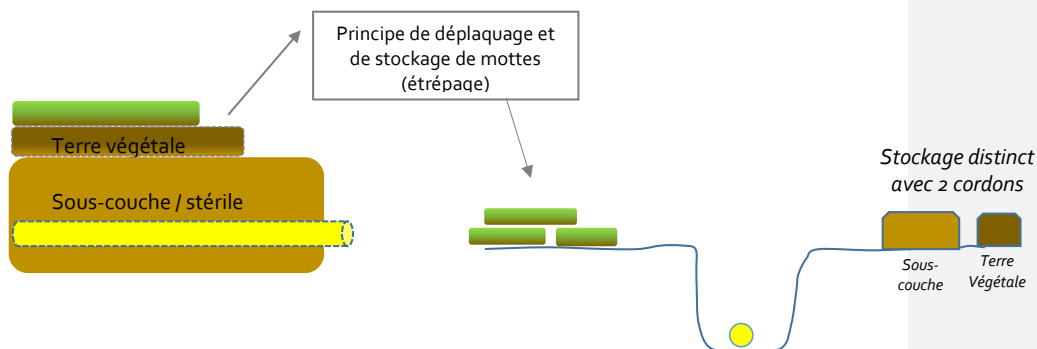 Principe de déplaquage et
de stockage de mottes
(étrépage)
Terre végétale
Sous-couche / stérile
Stockage distinct
avec 2 cordons
Sous-
couche
Terre
Végétale